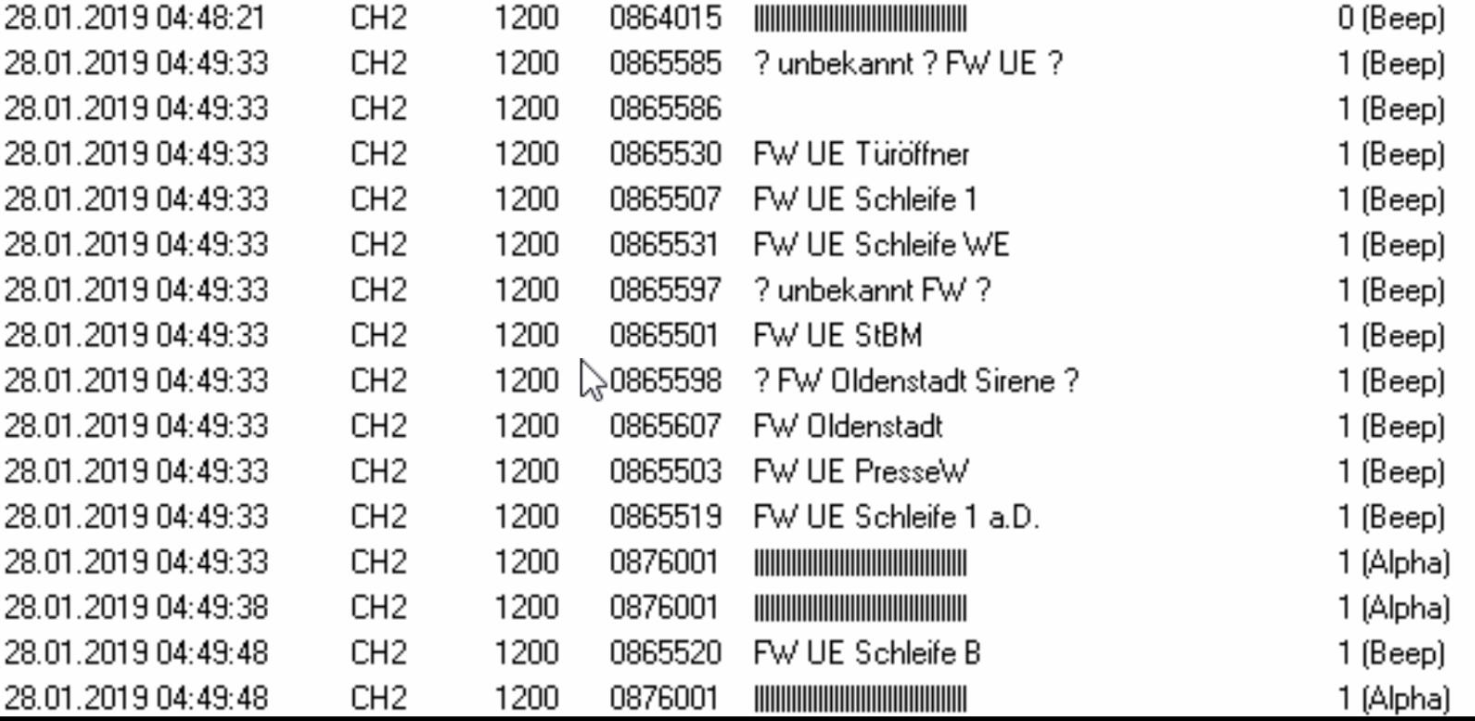 28.01.2019 04:48:21 CH2 1200 0864015 |||||||||||||||||||||||||||||||||||| 0 (Beep)
28.01.2019 04:49:33 CH2 1200 0865585 ? unbekannt ? FW UE ? 1 (Beep)
28.01.2019 04:49:33 CH2 1200 0865586 1 (Beep)
28.01.2019 04:49:33 CH2 1200 0865530 FW UE Türöffner 1 (Beep)
28.01.2019 04:49:33 CH2 1200 0865507 FW UE Schleife 1 1 (Beep)
28.01.2019 04:49:33 CH2 1200 0865531 FW UE Schleife WE 1 (Beep)
28.01.2019 04:49:33 CH2 1200 0865597 ? unbekannt FW ? 1 (Beep)
28.01.2019 04:49:33 CH2 1200 0865501 FW UE StBM 1 (Beep)
28.01.2019 04:49:33 CH2 1200 0865598 ? FW Oldenstadt Sirene ? 1 (Beep)
28.01.2019 04:49:33 CH2 1200 0865607 FW Oldenstadt 1 (Beep)
28.01.2019 04:49:33 CH2 1200 0865503 FW UE PresseW 1 (Beep)
28.01.2019 04:49:33 CH2 1200 0865519 FW UE Schleife 1 a.D. 1 (Beep)
28.01.2019 04:49:33 CH2 1200 0876001 |||||||||||||||||||||||||||||||||||| 1 (Alpha)
28.01.2019 04:49:38 CH2 1200 0876001 |||||||||||||||||||||||||||||||||||| 1 (Alpha)
28.01.2019 04:49:48 CH2 1200 0865520 FW UE Schleife B 1 (Beep)
28.01.2019 04:49:48 CH2 1200 0876001 |||||||||||||||||||||||||||||||||||| 1 (Alpha)